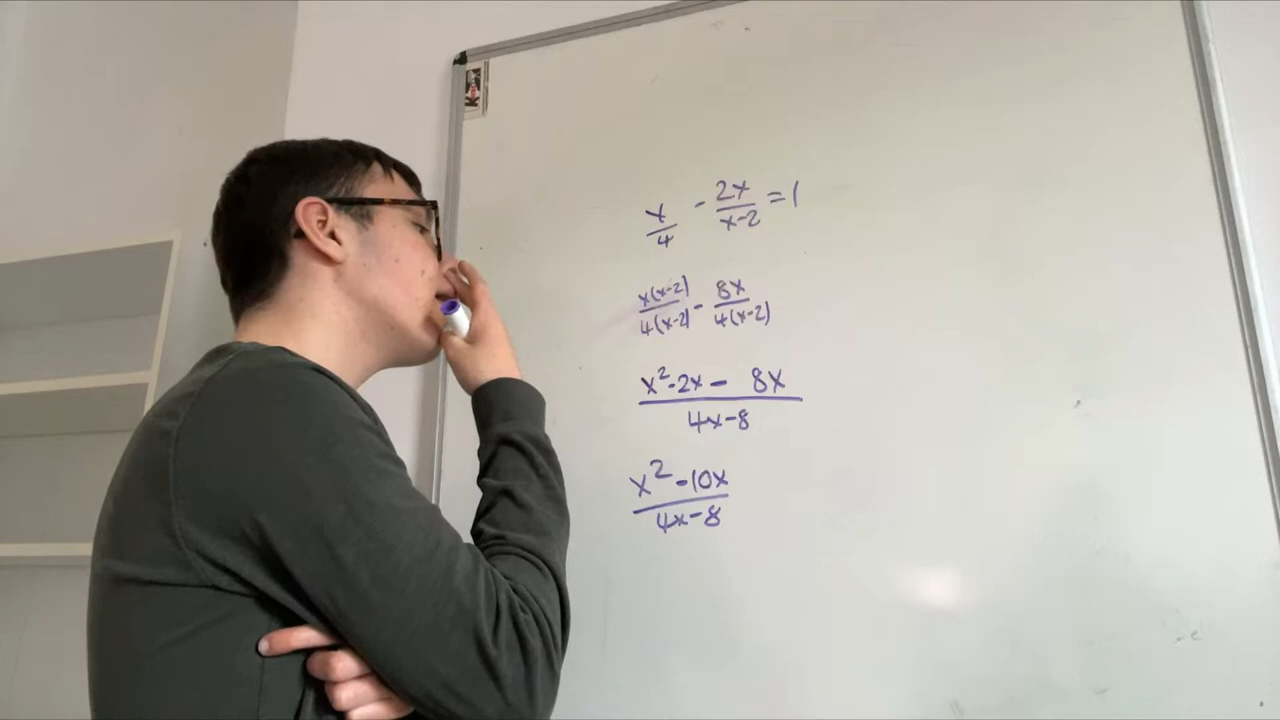 x/4 - 2x/x-2 = 1
x(x-2)/4(x-2) - 8x/4(x-2)
x²-2x - 8x/4x-8
x²-10x/4x-8